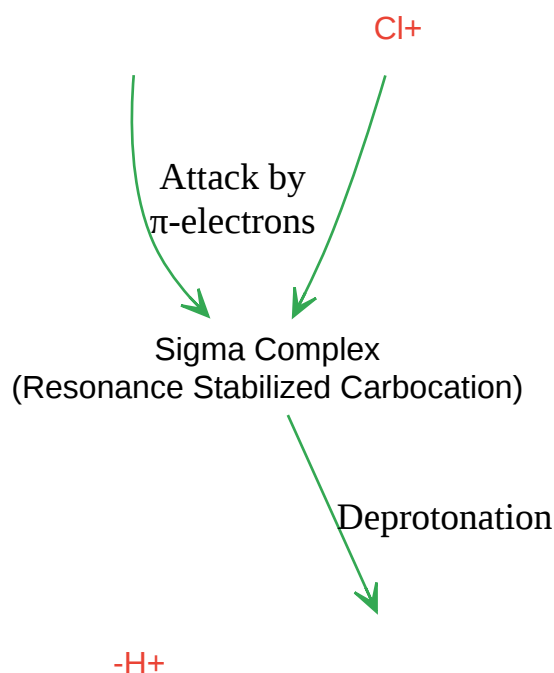 Cl+
Attack by
π-electrons
Sigma Complex
(Resonance Stabilized Carbocation)
Deprotonation
-H+